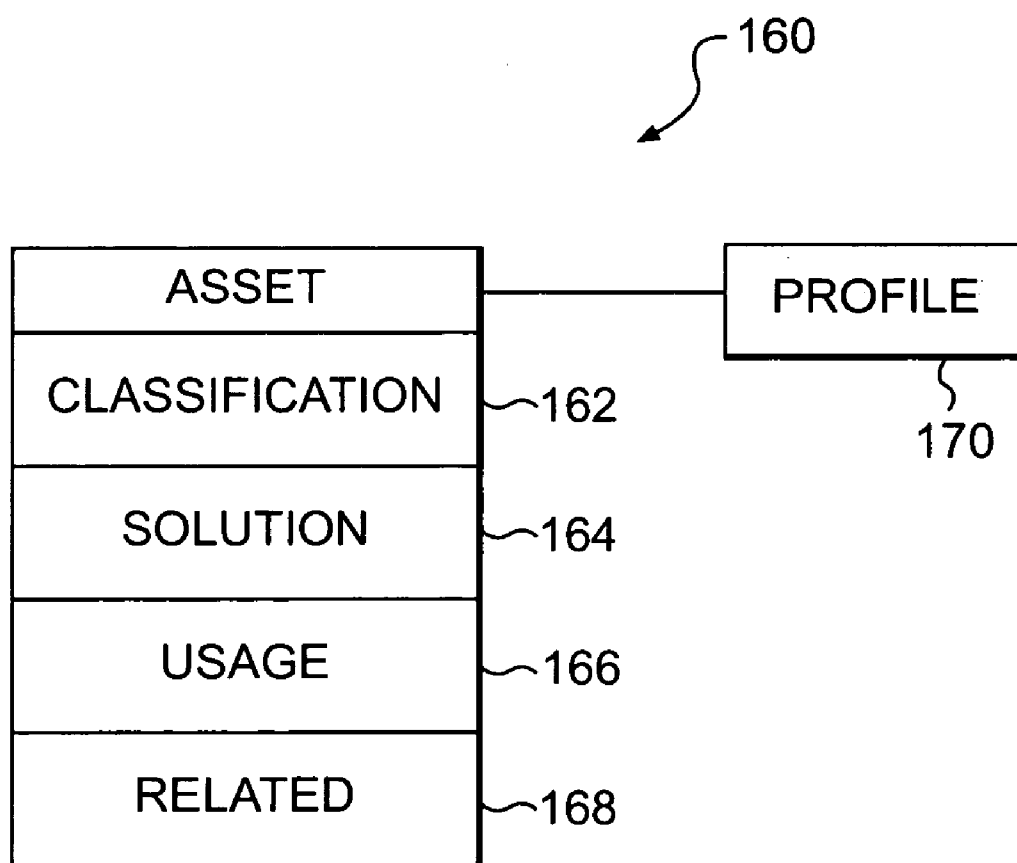 160
ASSET
PROFILE
CLASSIFICATION
162
170
SOLUTION
164
USAGE
166
RELATED
168